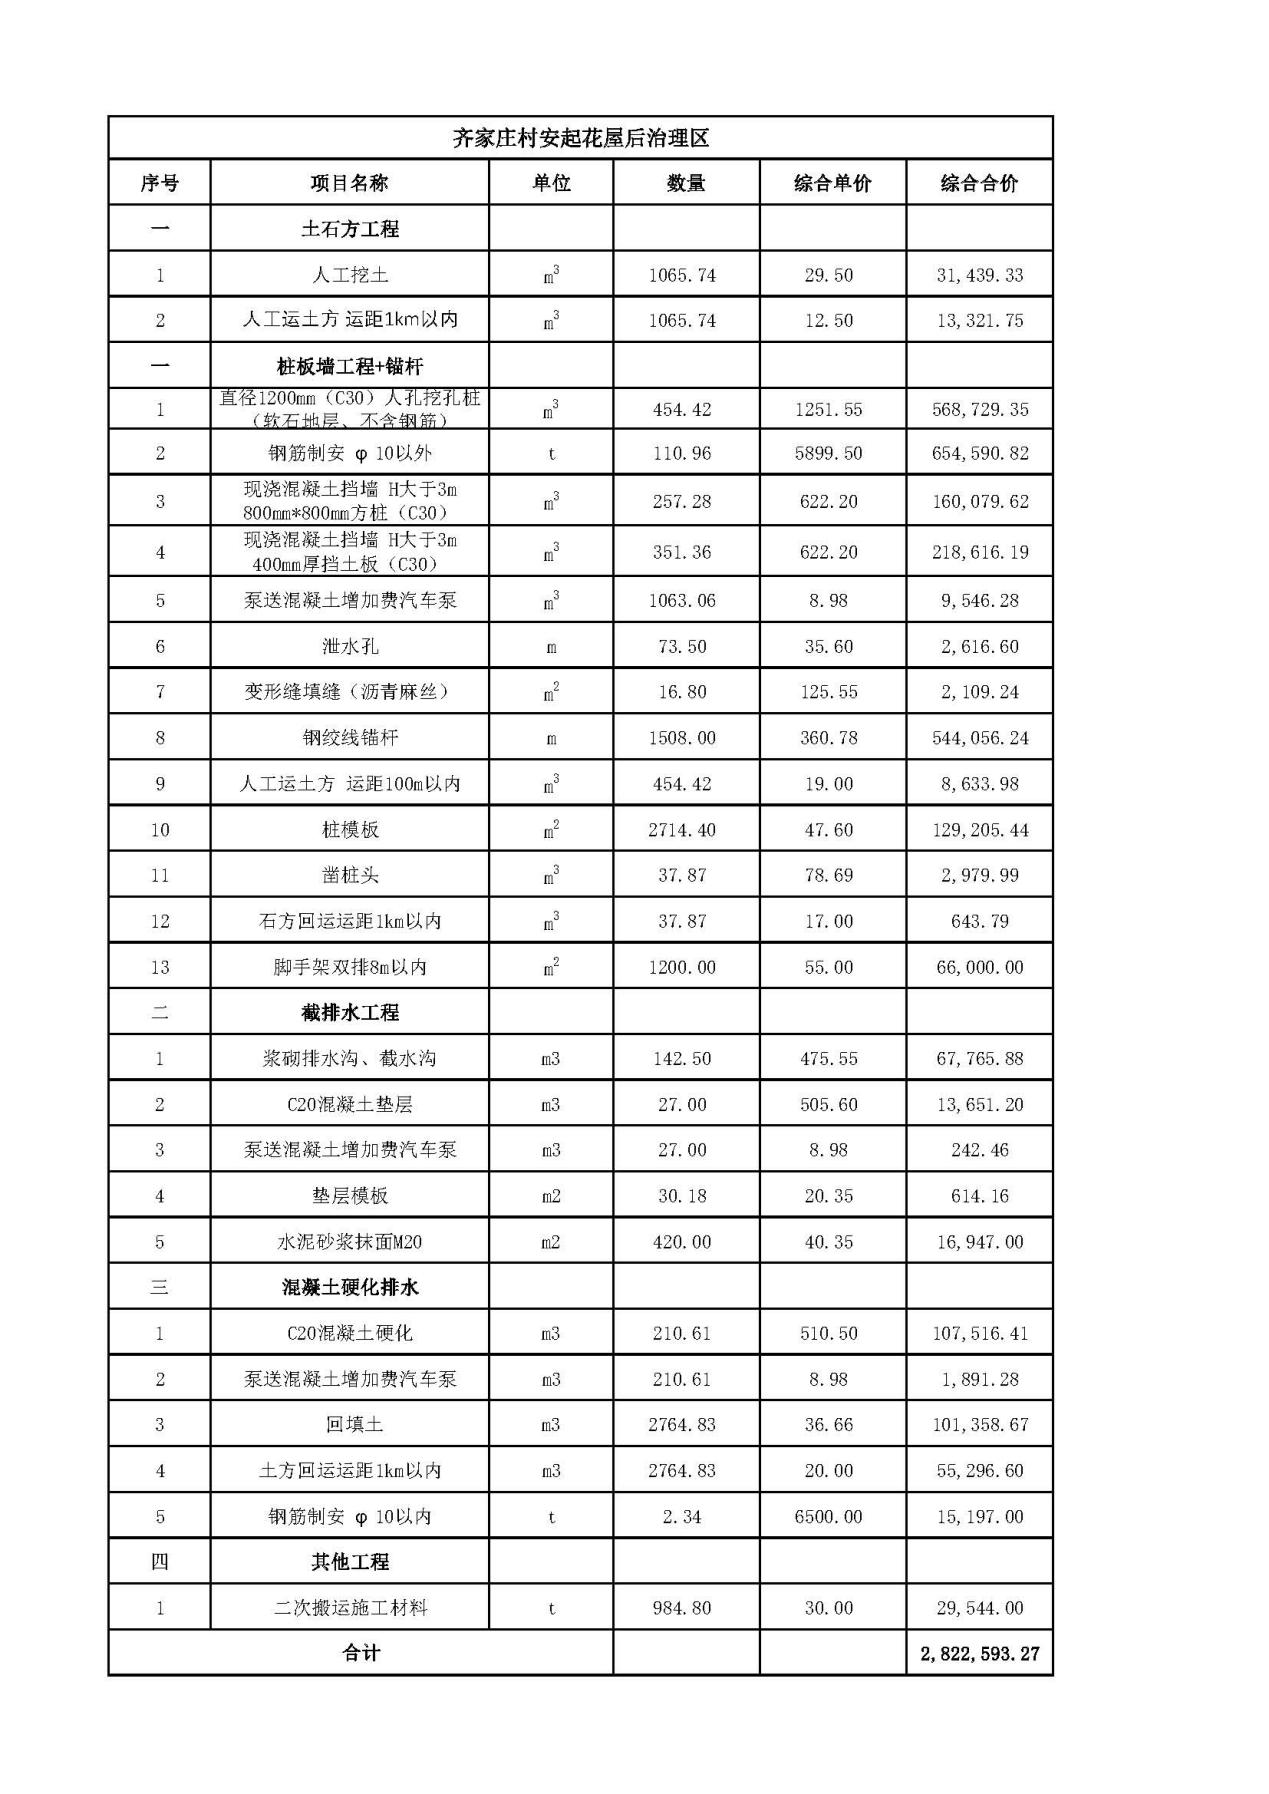 齐家庄村安起花屋后治理区
序号 项目名称 单位 数量 综合单价 综合合价
一 土石方工程
1 人工挖土 m³ 1065.74 29.50 31,439.33
2 人工运土方 运距1km以内 m³ 1065.74 12.50 13,321.75
一 桩板墙工程+锚杆
1 直径1200mm（C30）人孔挖孔桩（软石地层、不含钢筋） m³ 454.42 1251.55 568,729.35
2 钢筋制安 φ 10以外 t 110.96 5899.50 654,590.82
3 现浇混凝土挡墙 H大于3m 800mm*800mm方桩（C30） m³ 257.28 622.20 160,079.62
4 现浇混凝土挡墙 H大于3m 400mm厚挡土板（C30） m³ 351.36 622.20 218,616.19
5 泵送混凝土增加费汽车泵 m³ 1063.06 8.98 9,546.28
6 泄水孔 m 73.50 35.60 2,616.60
7 变形缝填缝（沥青麻丝） m² 16.80 125.55 2,109.24
8 钢绞线锚杆 m 1508.00 360.78 544,056.24
9 人工运土方 运距100m以内 m³ 454.42 19.00 8,633.98
10 桩模板 m² 2714.40 47.60 129,205.44
11 凿桩头 m³ 37.87 78.69 2,979.99
12 石方回运运距1km以内 m³ 37.87 17.00 643.79
13 脚手架双排8m以内 m² 1200.00 55.00 66,000.00
二 截排水工程
1 浆砌排水沟、截水沟 m3 142.50 475.55 67,765.88
2 C20混凝土垫层 m3 27.00 505.60 13,651.20
3 泵送混凝土增加费汽车泵 m3 27.00 8.98 242.46
4 垫层模板 m2 30.18 20.35 614.16
5 水泥砂浆抹面M20 m2 420.00 40.35 16,947.00
三 混凝土硬化排水
1 C20混凝土硬化 m3 210.61 510.50 107,516.41
2 泵送混凝土增加费汽车泵 m3 210.61 8.98 1,891.28
3 回填土 m3 2764.83 36.66 101,358.67
4 土方回运运距1km以内 m3 2764.83 20.00 55,296.60
5 钢筋制安 φ 10以内 t 2.34 6500.00 15,197.00
四 其他工程
1 二次搬运施工材料 t 984.80 30.00 29,544.00
合计 2,822,593.27